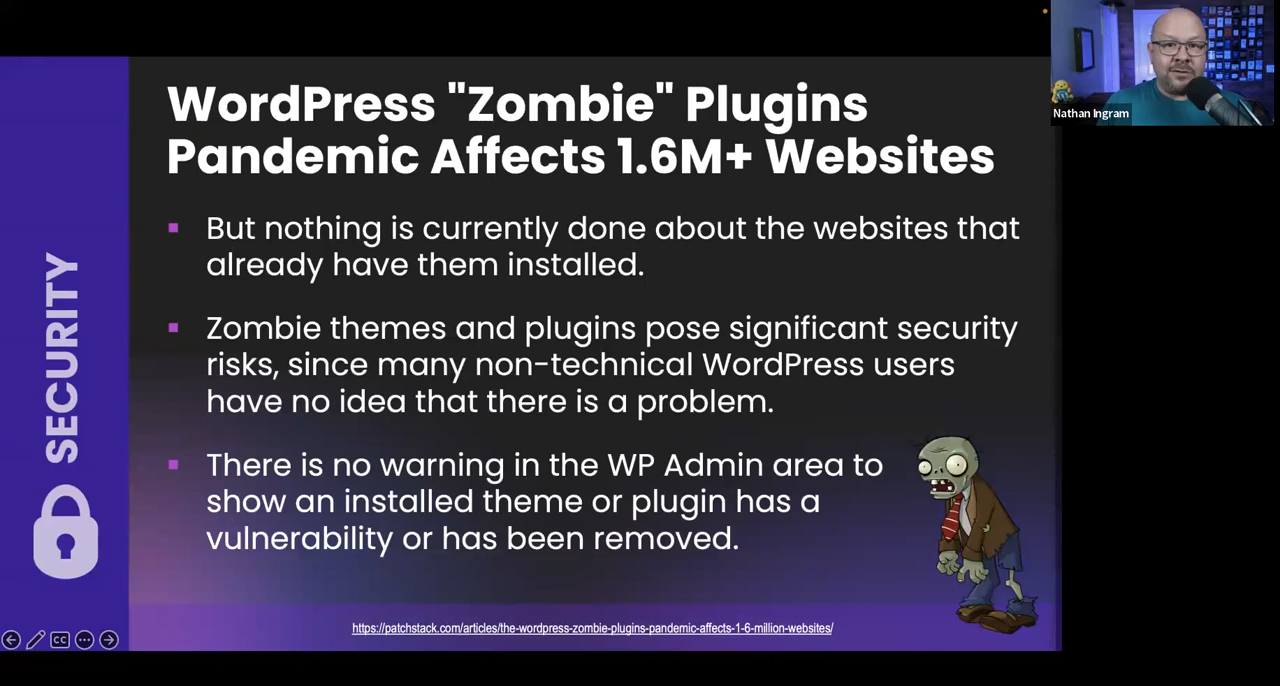 WordPress "Zombie" Plugins
Pandemic Affects 1.6M+ Websites
But nothing is currently done about the websites that
already have them installed.
Zombie themes and plugins pose significant security
risks, since many non-technical WordPress users
have no idea that there is a problem.
There is no warning in the WP Admin area to
show an installed theme or plugin has a
vulnerability or has been removed.
SECURITY
https://patchstack.com/articles/the-wordpress-zombie-plugins-pandemic-affects-1-6-million-websites/
CC
Nathan Ingram